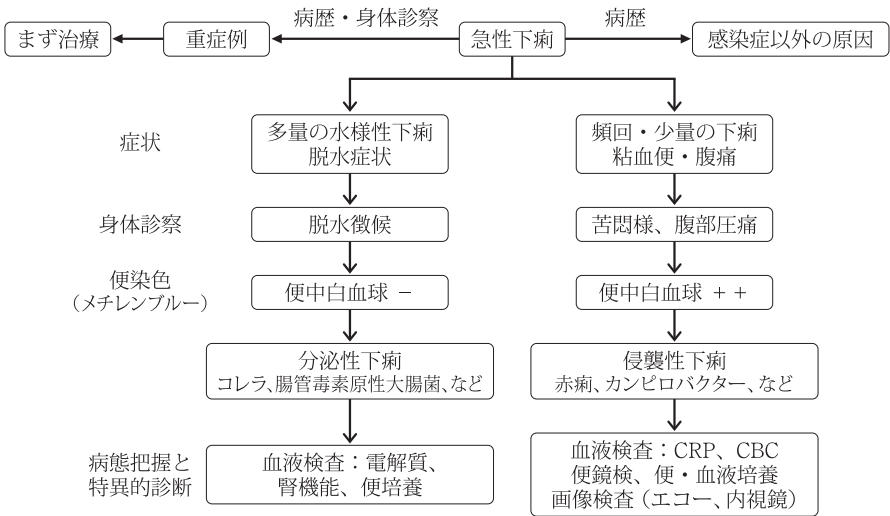 病歴・身体診察
病歴
まず治療
重症例
急性下痢
感染症以外の原因
症状
多量の水様性下痢
脱水症状
頻回・少量の下痢
粘血便・腹痛
身体診察
脱水徴候
苦悶様、腹部圧痛
便染色
（メチレンブルー）
便中白血球 −
便中白血球 ++
分泌性下痢
コレラ、腸管毒素原性大腸菌、など
侵襲性下痢
赤痢、カンピロバクター、など
病態把握と
特異的診断
血液検査：電解質、
腎機能、便培養
血液検査：CRP、CBC
便鏡検、便・血液培養
画像検査（エコー、内視鏡）